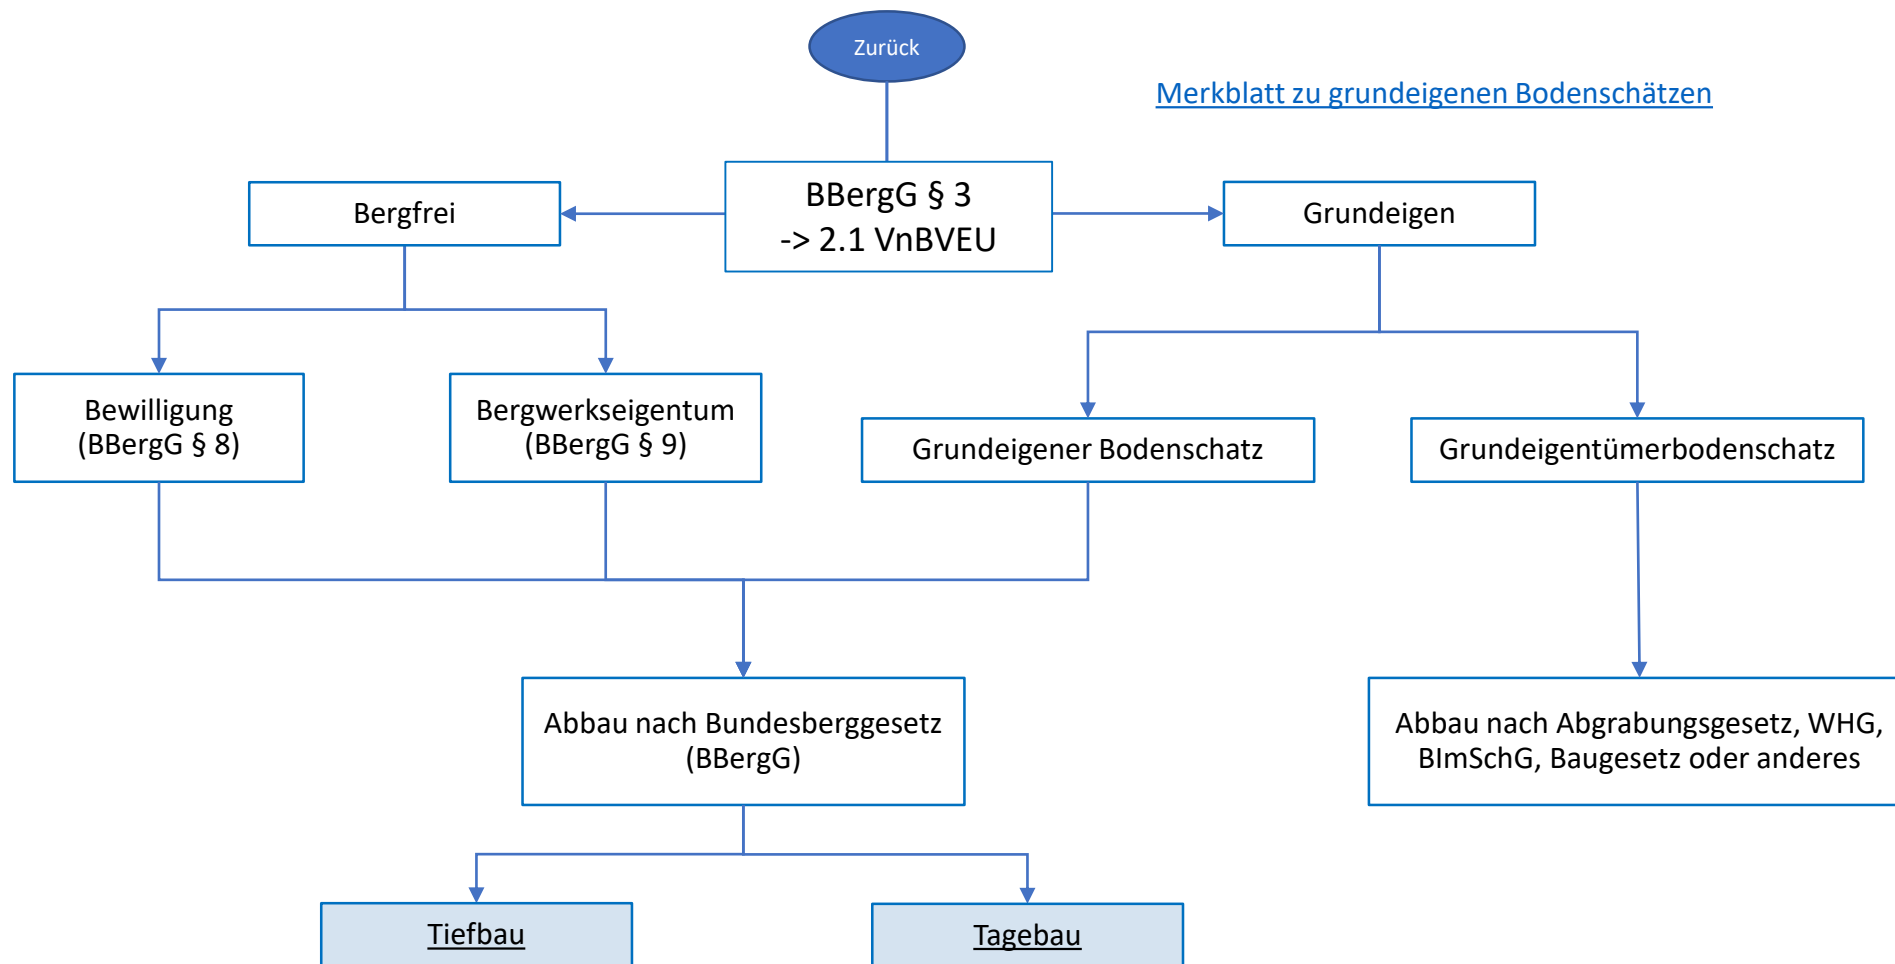 Zurück
Merkblatt zu grundeigenen Bodenschätzen
BBergG § 3
-> 2.1 VnBVEU
Bergfrei
Grundeigen
Bewilligung
(BBergG § 8)
Bergwerkseigentum
(BBergG § 9)
Grundeigener Bodenschatz
Grundeigentümerbodenschatz
Abbau nach Bundesberggesetz
(BBergG)
Abbau nach Abgrabungsgesetz, WHG,
BImSchG, Baugesetz oder anderes
Tiefbau
Tagebau